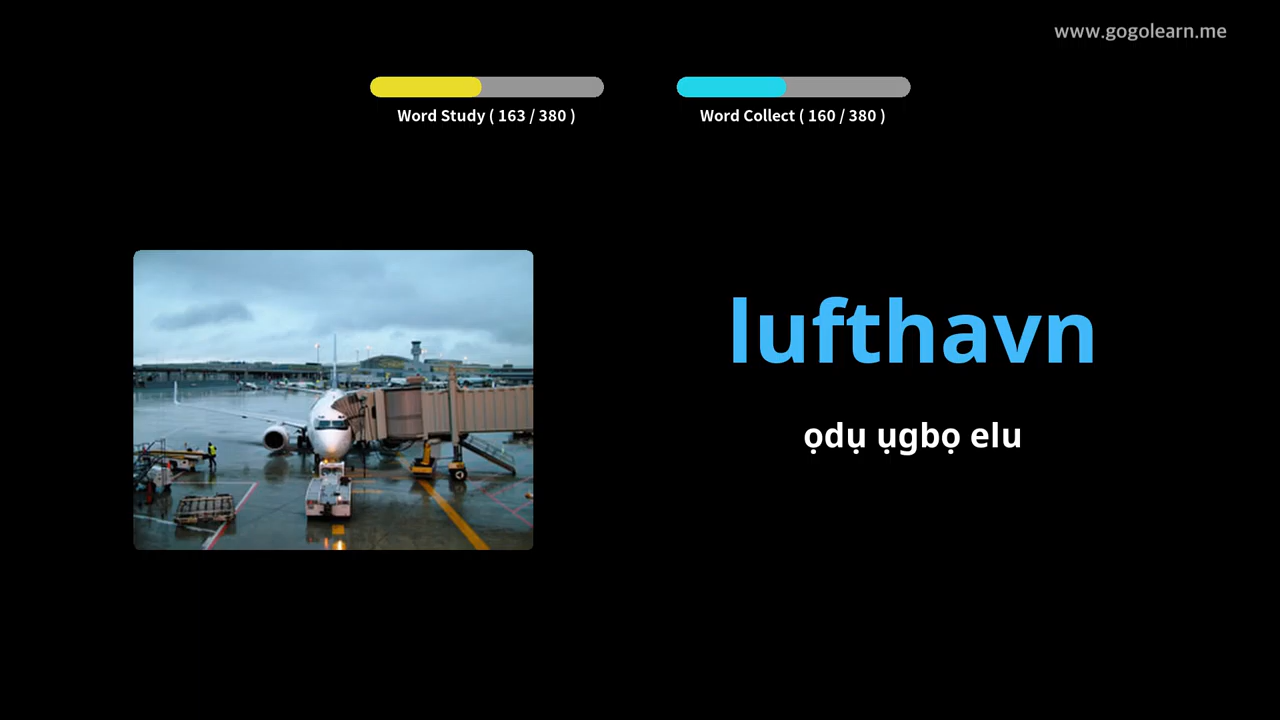 www.gogolearn.me
Word Study ( 163 / 380 )
Word Collect ( 160 / 380 )
lufthavn
ọdụ ụgbọ elu